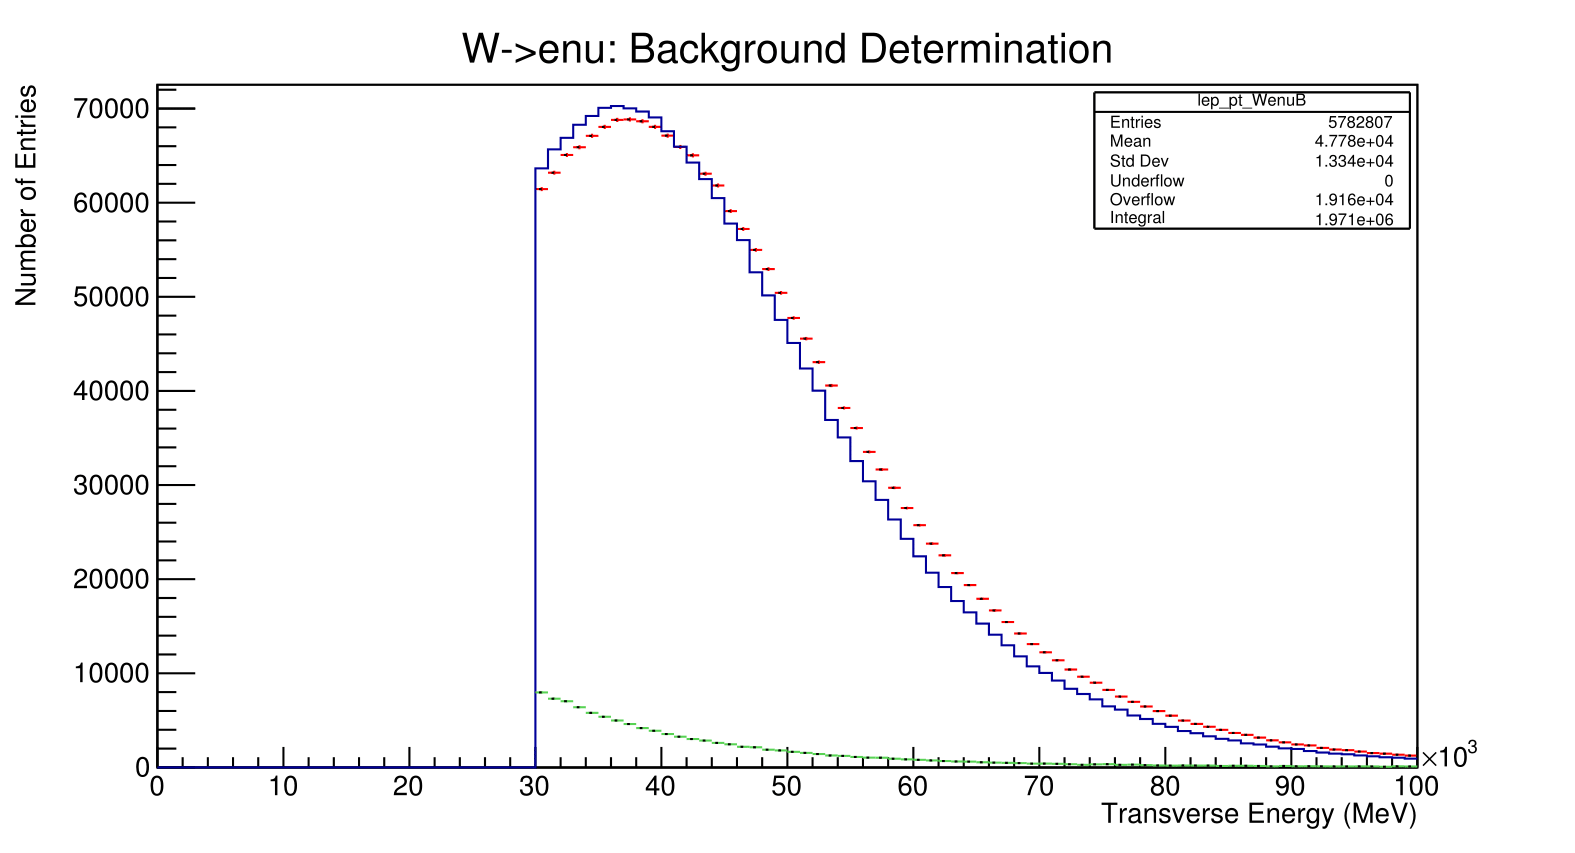 W->enu: Background Determination
Number of Entries
70000
60000
50000
40000
30000
20000
10000
0
lep_pt_WenuB
Entries 5782807
Mean 4.778e+04
Std Dev 1.334e+04
Underflow 0
Overflow 1.916e+04
Integral 1.971e+06
0 10 20 30 40 50 60 70 80 90 100
×10³
Transverse Energy (MeV)